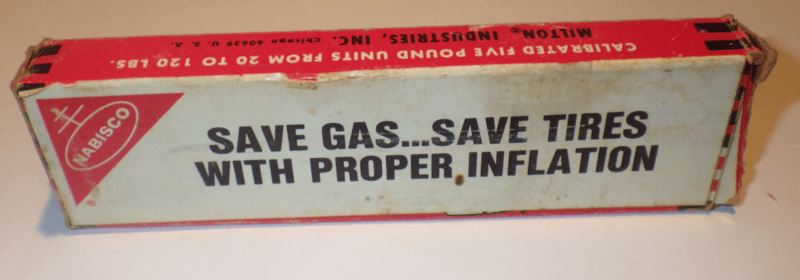 CALIBRATED FIVE POUND UNITS FROM 20 TO 120 LBS.
MILTON® INDUSTRIES, INC. Chicago 60639 U. S. A.
NABISCO
SAVE GAS...SAVE TIRES
WITH PROPER INFLATION